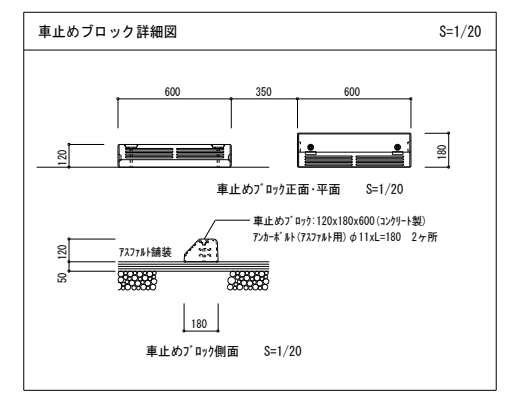 車止めブロック詳細図 S=1/20
600 350 600
120
180
車止めﾌﾞﾛｯｸ正面･平面 S=1/20
車止めﾌﾞﾛｯｸ:120x180x600(ｺﾝｸﾘｰﾄ製)
ｱﾝｶｰﾎﾞﾙﾄ(ｱｽﾌｧﾙﾄ用)φ11xL=180 2ヶ所
120
ｱｽﾌｧﾙﾄ舗装
50
180
車止めﾌﾞﾛｯｸ側面 S=1/20